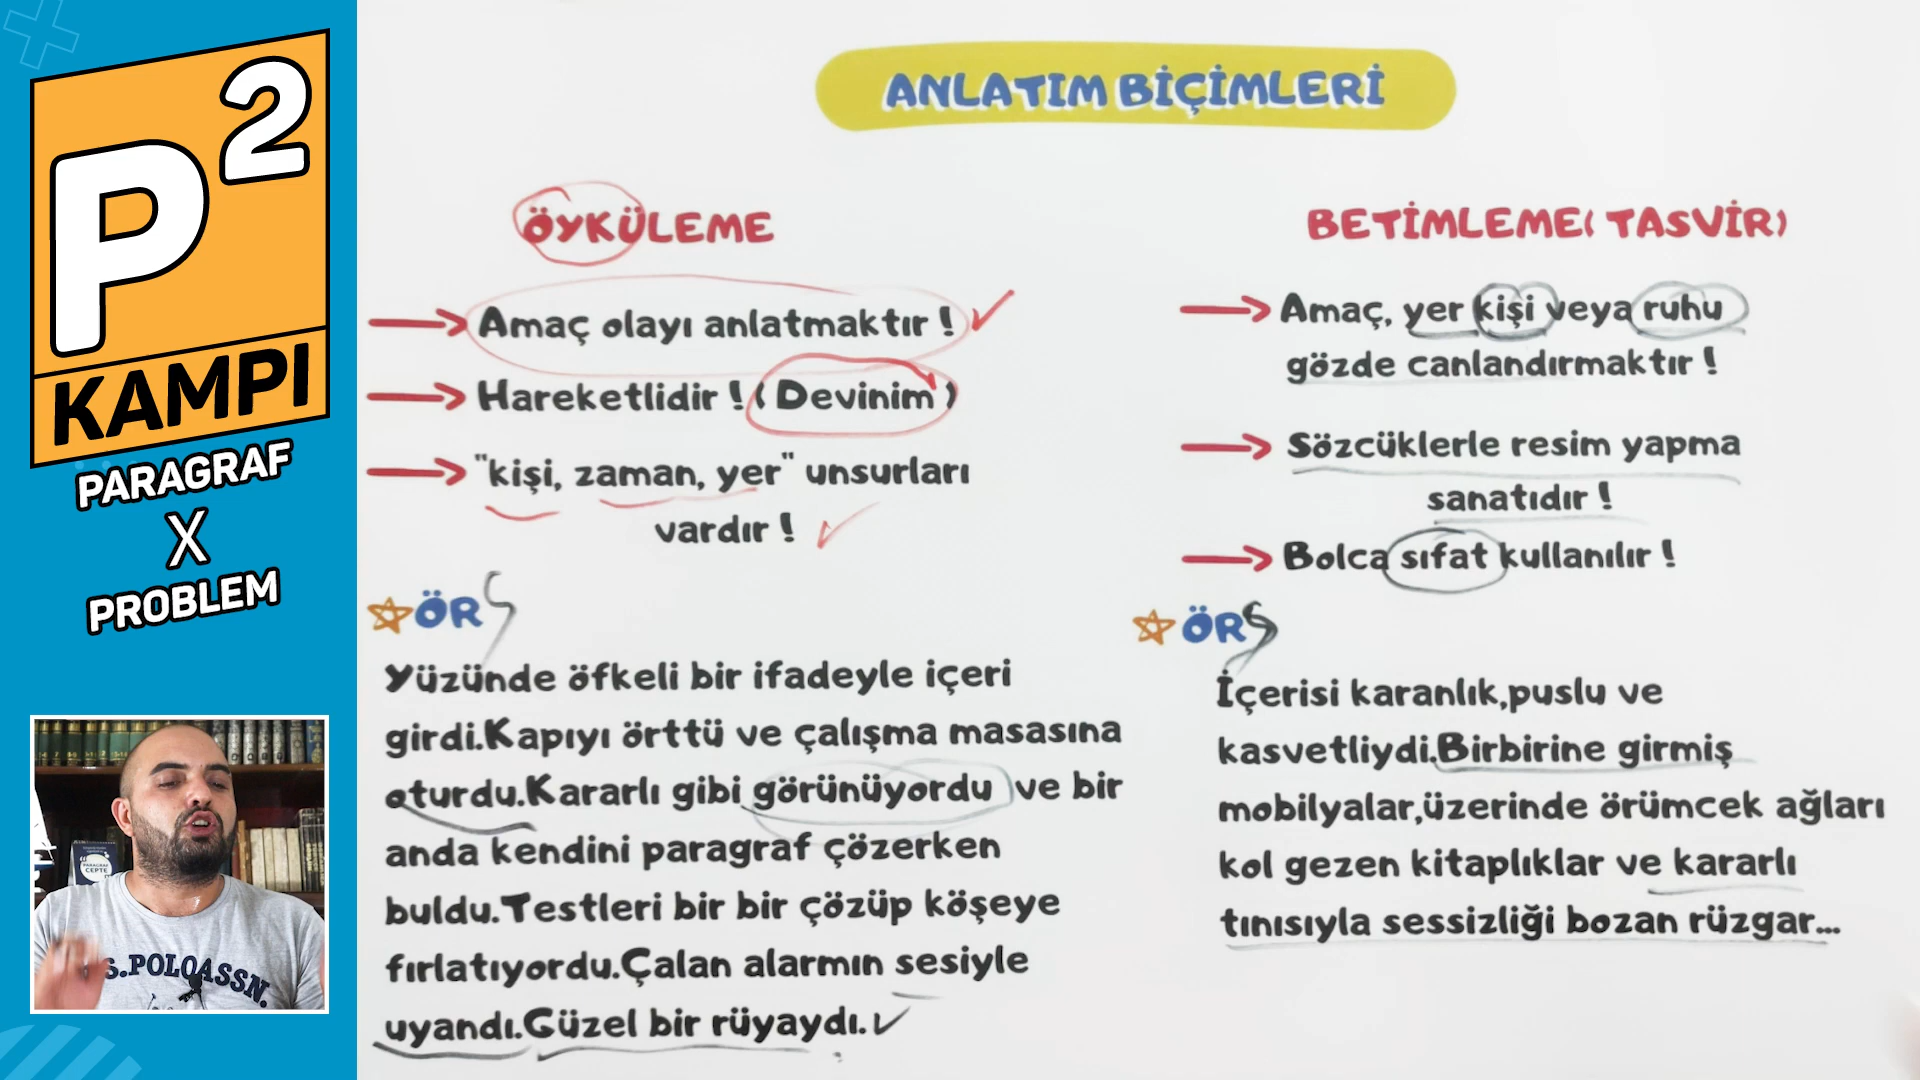 P2
KAMPI
PARAGRAF
X
PROBLEM
PARAGRAF
CEPTE
S.POLOASSN.
ANLATIM BİÇİMLERİ
ÖYKÜLEME
Amaç olayı anlatmaktır !
Hareketlidir ! ( Devinim )
"kişi, zaman, yer" unsurları
vardır !
ÖR
Yüzünde öfkeli bir ifadeyle içeri
girdi.Kapıyı örttü ve çalışma masasına
oturdu.Kararlı gibi görünüyordu ve bir
anda kendini paragraf çözerken
buldu.Testleri bir bir çözüp köşeye
fırlatıyordu.Çalan alarmın sesiyle
uyandı.Güzel bir rüyaydı.
BETİMLEME( TASVİR)
Amaç, yer kişi veya ruhu
gözde canlandırmaktır !
Sözcüklerle resim yapma
sanatıdır !
Bolca sıfat kullanılır !
ÖR
İçerisi karanlık,puslu ve
kasvetliydi.Birbirine girmiş
mobilyalar,üzerinde örümcek ağları
kol gezen kitaplıklar ve kararlı
tınısıyla sessizliği bozan rüzgar...